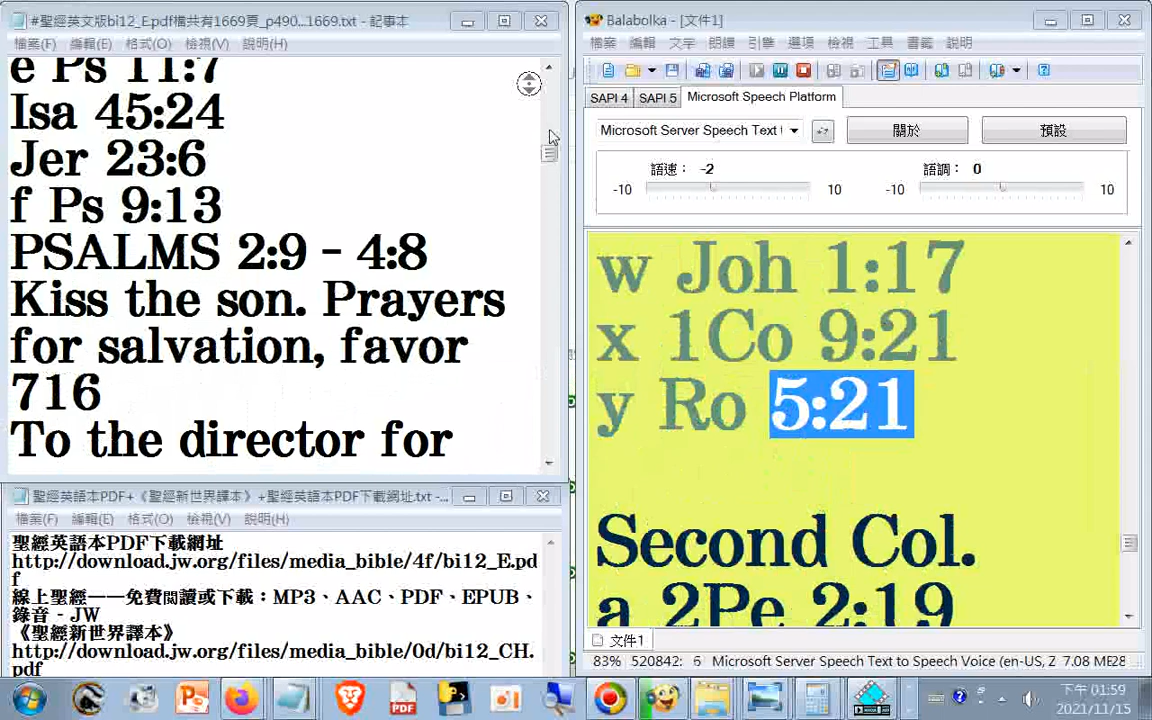 #聖經英文版bi12_E.pdf檔共有1669頁_p490...1669.txt - 記事本
檔案(F) 編輯(E) 格式(O) 檢視(V) 說明(H)
e Ps 11:7
Isa 45:24
Jer 23:6
f Ps 9:13
PSALMS 2:9 – 4:8
Kiss the son. Prayers
for salvation, favor
716
To the director for
聖經英語本PDF+《聖經新世界譯本》+聖經英語本PDF下載網址.txt - ...
檔案(F) 編輯(E) 格式(O) 檢視(V) 說明(H)
聖經英語本PDF下載網址
http://download.jw.org/files/media_bible/4f/bi12_E.pd
f
線上聖經——免費閱讀或下載：MP3、AAC、PDF、EPUB、
錄音 - JW
《聖經新世界譯本》
http://download.jw.org/files/media_bible/0d/bi12_CH.
pdf
Balabolka - [文件1]
檔案 編輯 文字 朗讀 引擎 選項 檢視 工具 書籤 說明
SAPI 4 SAPI 5 Microsoft Speech Platform
Microsoft Server Speech Text 關於 預設
語速： -2 語調： 0
-10 10 -10 10
w Joh 1:17
x 1Co 9:21
y Ro 5:21
Second Col.
a 2Pe 2:19
文件1
83% 520842: 6 Microsoft Server Speech Text to Speech Voice (en-US, Z 7.08 ME28
PDF
下午 01:59
2021/11/15